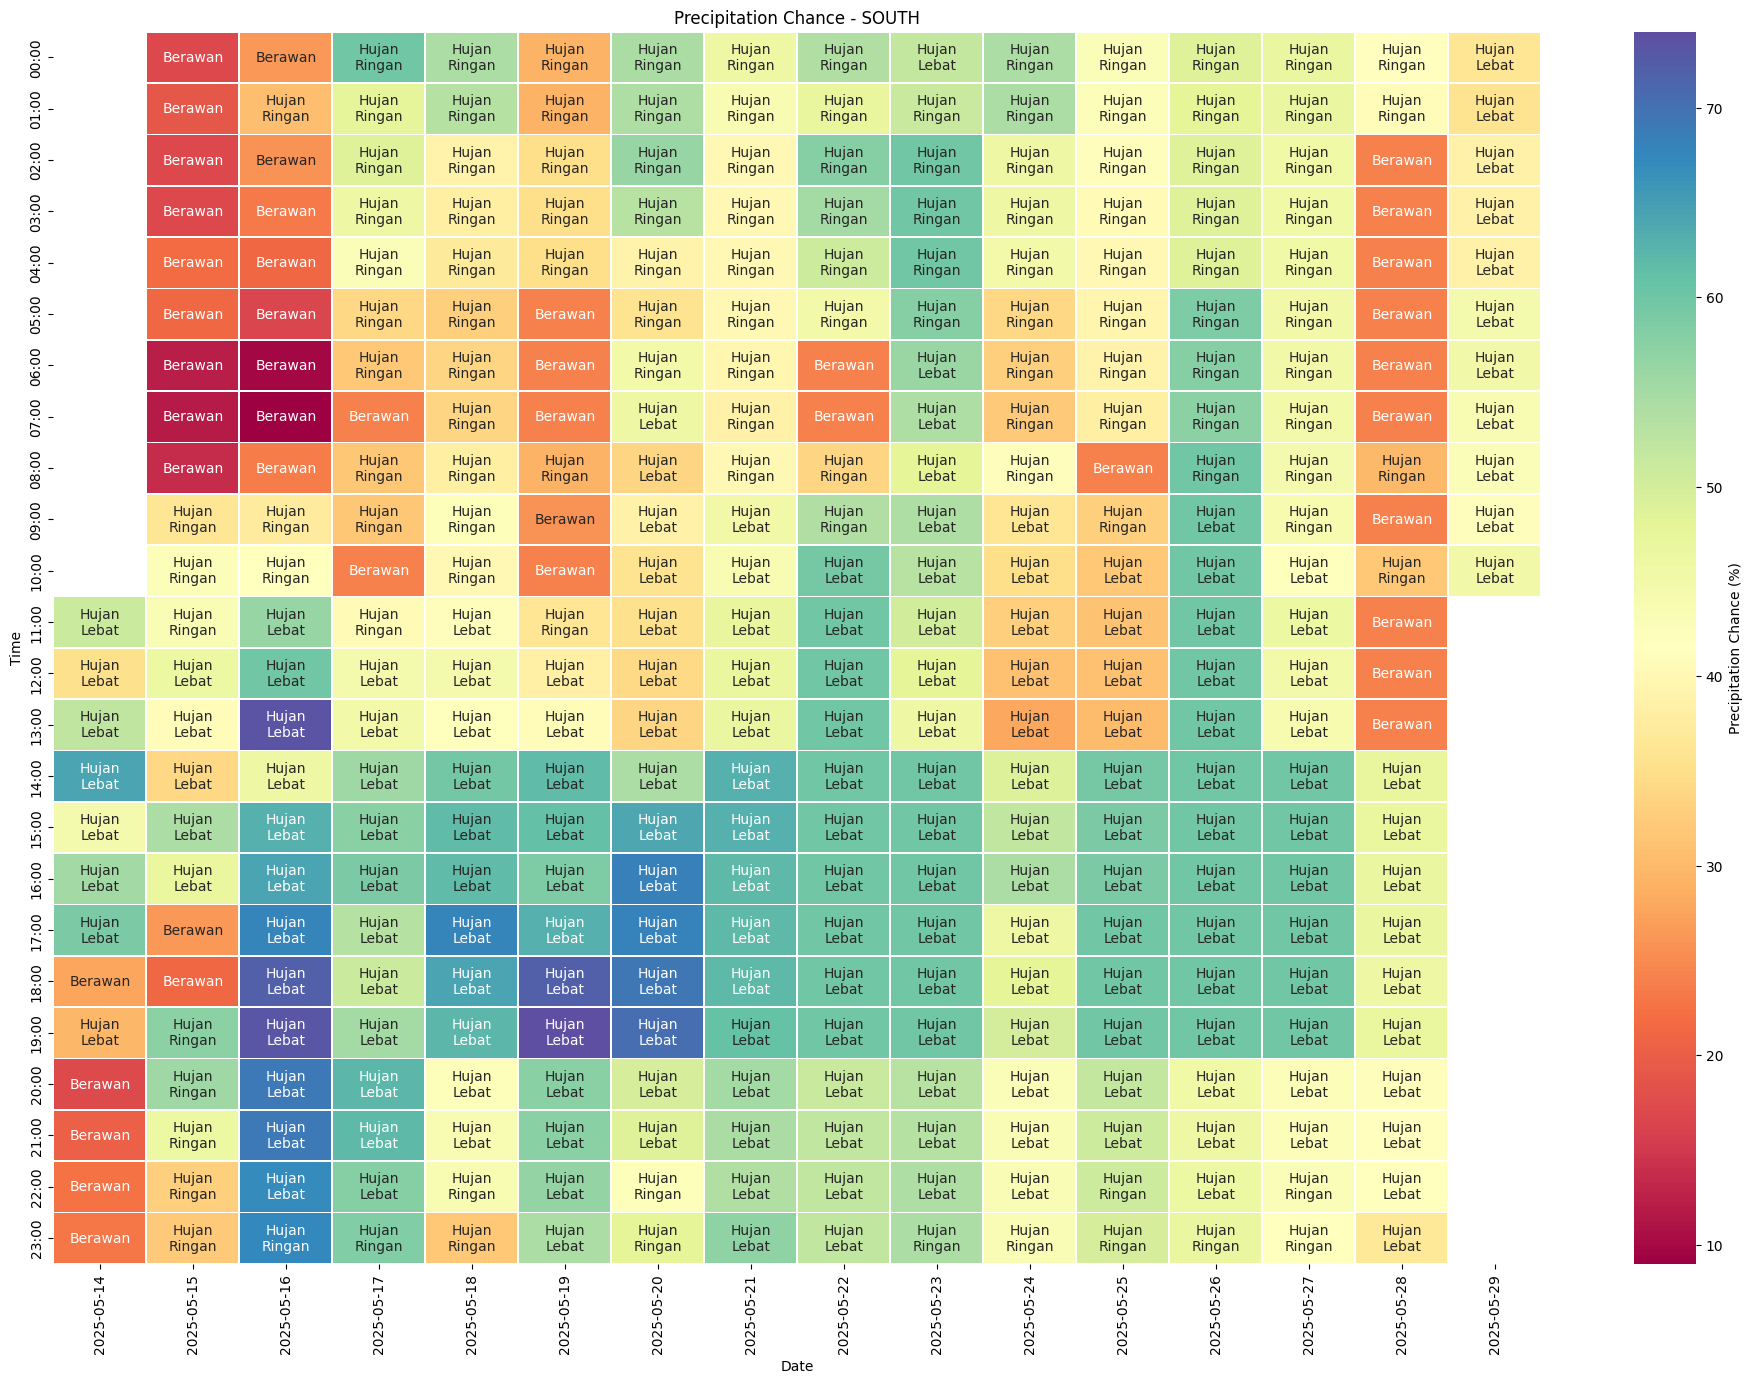 Precipitation Chance - SOUTH
00:00 Berawan Berawan Hujan Ringan Hujan Ringan Hujan Ringan Hujan Ringan Hujan Ringan Hujan Ringan Hujan Lebat Hujan Ringan Hujan Ringan Hujan Ringan Hujan Ringan Hujan Ringan Hujan Lebat
01:00 Berawan Hujan Ringan Hujan Ringan Hujan Ringan Hujan Ringan Hujan Ringan Hujan Ringan Hujan Ringan Hujan Ringan Hujan Ringan Hujan Ringan Hujan Ringan Hujan Ringan Hujan Ringan Hujan Lebat
02:00 Berawan Berawan Hujan Ringan Hujan Ringan Hujan Ringan Hujan Ringan Hujan Ringan Hujan Ringan Hujan Ringan Hujan Ringan Hujan Ringan Hujan Ringan Hujan Ringan Berawan Hujan Lebat
03:00 Berawan Berawan Hujan Ringan Hujan Ringan Hujan Ringan Hujan Ringan Hujan Ringan Hujan Ringan Hujan Ringan Hujan Ringan Hujan Ringan Hujan Ringan Hujan Ringan Berawan Hujan Lebat
04:00 Berawan Berawan Hujan Ringan Hujan Ringan Hujan Ringan Hujan Ringan Hujan Ringan Hujan Ringan Hujan Ringan Hujan Ringan Hujan Ringan Hujan Ringan Hujan Ringan Berawan Hujan Lebat
05:00 Berawan Berawan Hujan Ringan Hujan Ringan Berawan Hujan Ringan Hujan Ringan Hujan Ringan Hujan Ringan Hujan Ringan Hujan Ringan Hujan Ringan Hujan Ringan Berawan Hujan Lebat
06:00 Berawan Berawan Hujan Ringan Hujan Ringan Berawan Hujan Ringan Hujan Ringan Berawan Hujan Lebat Hujan Ringan Hujan Ringan Hujan Ringan Hujan Ringan Berawan Hujan Lebat
07:00 Berawan Berawan Berawan Hujan Ringan Berawan Hujan Lebat Hujan Ringan Berawan Hujan Lebat Hujan Ringan Hujan Ringan Hujan Ringan Hujan Ringan Berawan Hujan Lebat
08:00 Berawan Berawan Hujan Ringan Hujan Ringan Hujan Ringan Hujan Lebat Hujan Ringan Hujan Ringan Hujan Lebat Hujan Ringan Berawan Hujan Ringan Hujan Ringan Hujan Ringan Hujan Lebat
09:00 Hujan Ringan Hujan Ringan Hujan Ringan Hujan Ringan Berawan Hujan Lebat Hujan Lebat Hujan Ringan Hujan Lebat Hujan Lebat Hujan Ringan Hujan Lebat Hujan Ringan Berawan Hujan Lebat
10:00 Hujan Ringan Hujan Ringan Berawan Hujan Ringan Berawan Hujan Lebat Hujan Lebat Hujan Lebat Hujan Lebat Hujan Lebat Hujan Lebat Hujan Lebat Hujan Lebat Hujan Ringan Hujan Lebat
11:00 Hujan Lebat Hujan Ringan Hujan Lebat Hujan Ringan Hujan Lebat Hujan Ringan Hujan Lebat Hujan Lebat Hujan Lebat Hujan Lebat Hujan Lebat Hujan Lebat Hujan Lebat Hujan Lebat Berawan
12:00 Hujan Lebat Hujan Lebat Hujan Lebat Hujan Lebat Hujan Lebat Hujan Lebat Hujan Lebat Hujan Lebat Hujan Lebat Hujan Lebat Hujan Lebat Hujan Lebat Hujan Lebat Hujan Lebat Berawan
13:00 Hujan Lebat Hujan Lebat Hujan Lebat Hujan Lebat Hujan Lebat Hujan Lebat Hujan Lebat Hujan Lebat Hujan Lebat Hujan Lebat Hujan Lebat Hujan Lebat Hujan Lebat Hujan Lebat Berawan
14:00 Hujan Lebat Hujan Lebat Hujan Lebat Hujan Lebat Hujan Lebat Hujan Lebat Hujan Lebat Hujan Lebat Hujan Lebat Hujan Lebat Hujan Lebat Hujan Lebat Hujan Lebat Hujan Lebat Hujan Lebat
15:00 Hujan Lebat Hujan Lebat Hujan Lebat Hujan Lebat Hujan Lebat Hujan Lebat Hujan Lebat Hujan Lebat Hujan Lebat Hujan Lebat Hujan Lebat Hujan Lebat Hujan Lebat Hujan Lebat Hujan Lebat
16:00 Hujan Lebat Hujan Lebat Hujan Lebat Hujan Lebat Hujan Lebat Hujan Lebat Hujan Lebat Hujan Lebat Hujan Lebat Hujan Lebat Hujan Lebat Hujan Lebat Hujan Lebat Hujan Lebat Hujan Lebat
17:00 Hujan Lebat Berawan Hujan Lebat Hujan Lebat Hujan Lebat Hujan Lebat Hujan Lebat Hujan Lebat Hujan Lebat Hujan Lebat Hujan Lebat Hujan Lebat Hujan Lebat Hujan Lebat Hujan Lebat
18:00 Berawan Berawan Hujan Lebat Hujan Lebat Hujan Lebat Hujan Lebat Hujan Lebat Hujan Lebat Hujan Lebat Hujan Lebat Hujan Lebat Hujan Lebat Hujan Lebat Hujan Lebat Hujan Lebat
19:00 Hujan Lebat Hujan Ringan Hujan Lebat Hujan Lebat Hujan Lebat Hujan Lebat Hujan Lebat Hujan Lebat Hujan Lebat Hujan Lebat Hujan Lebat Hujan Lebat Hujan Lebat Hujan Lebat Hujan Lebat
20:00 Berawan Hujan Ringan Hujan Lebat Hujan Lebat Hujan Lebat Hujan Lebat Hujan Lebat Hujan Lebat Hujan Lebat Hujan Lebat Hujan Lebat Hujan Lebat Hujan Lebat Hujan Lebat Hujan Lebat
21:00 Berawan Hujan Ringan Hujan Lebat Hujan Lebat Hujan Lebat Hujan Lebat Hujan Lebat Hujan Lebat Hujan Lebat Hujan Lebat Hujan Lebat Hujan Lebat Hujan Lebat Hujan Lebat Hujan Lebat
22:00 Berawan Hujan Ringan Hujan Lebat Hujan Lebat Hujan Ringan Hujan Lebat Hujan Ringan Hujan Lebat Hujan Lebat Hujan Lebat Hujan Lebat Hujan Ringan Hujan Lebat Hujan Ringan Hujan Lebat
23:00 Berawan Hujan Ringan Hujan Ringan Hujan Ringan Hujan Ringan Hujan Lebat Hujan Ringan Hujan Lebat Hujan Lebat Hujan Ringan Hujan Ringan Hujan Ringan Hujan Ringan Hujan Ringan Hujan Lebat
Time
2025-05-14 2025-05-15 2025-05-16 2025-05-17 2025-05-18 2025-05-19 2025-05-20 2025-05-21 2025-05-22 2025-05-23 2025-05-24 2025-05-25 2025-05-26 2025-05-27 2025-05-28 2025-05-29
Date
70
60
50
40
30
20
10
Precipitation Chance (%)